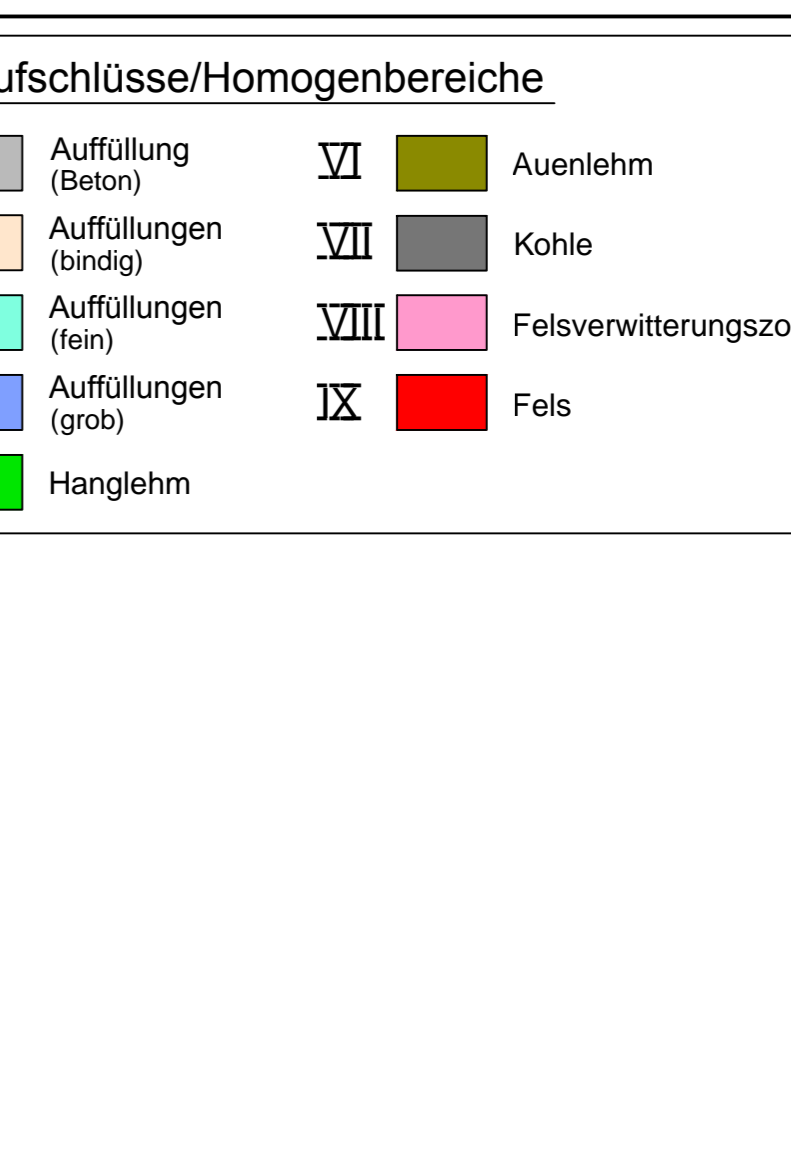 ufschlüsse/Homogenbereiche
Auffüllung
(Beton)
Auffüllungen
(bindig)
Auffüllungen
(fein)
Auffüllungen
(grob)
Hanglehm
VI Auenlehm
VII Kohle
VIII Felsverwitterungszo
IX Fels